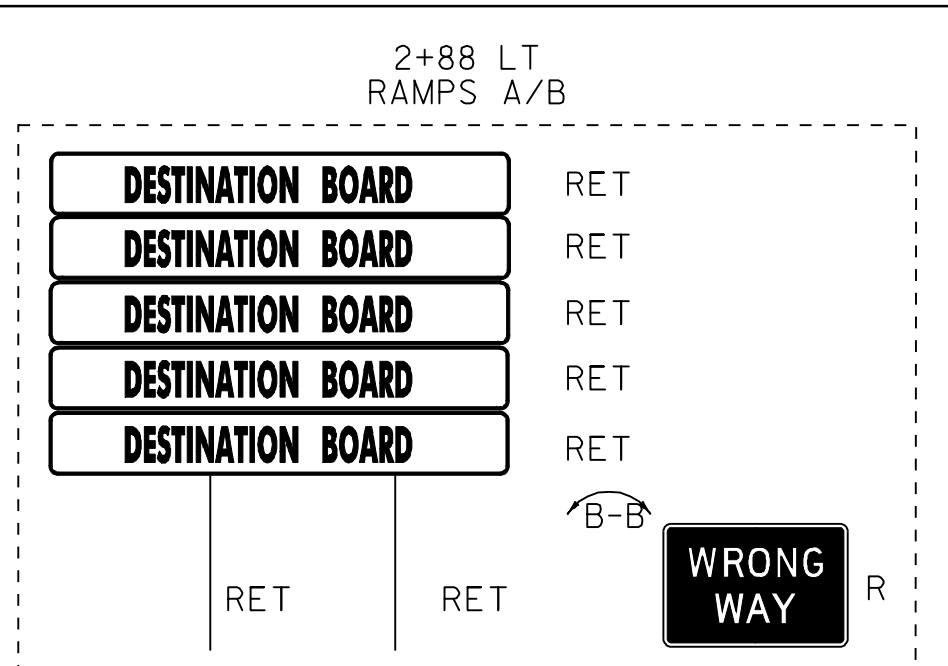 2+88 LT
RAMPS A/B
DESTINATION BOARD RET
DESTINATION BOARD RET
DESTINATION BOARD RET
DESTINATION BOARD RET
DESTINATION BOARD RET
B-B
WRONG
WAY
R
RET RET